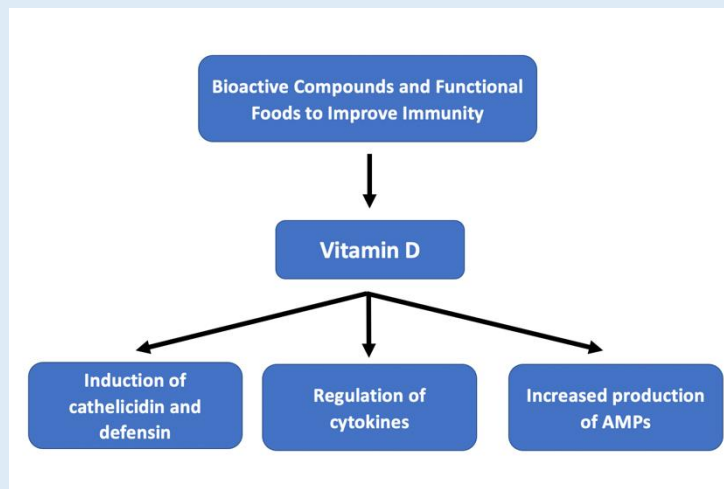 Bioactive Compounds and Functional
Foods to Improve Immunity
Vitamin D
Induction of
cathelicidin and
defensin
Regulation of
cytokines
Increased production
of AMPs